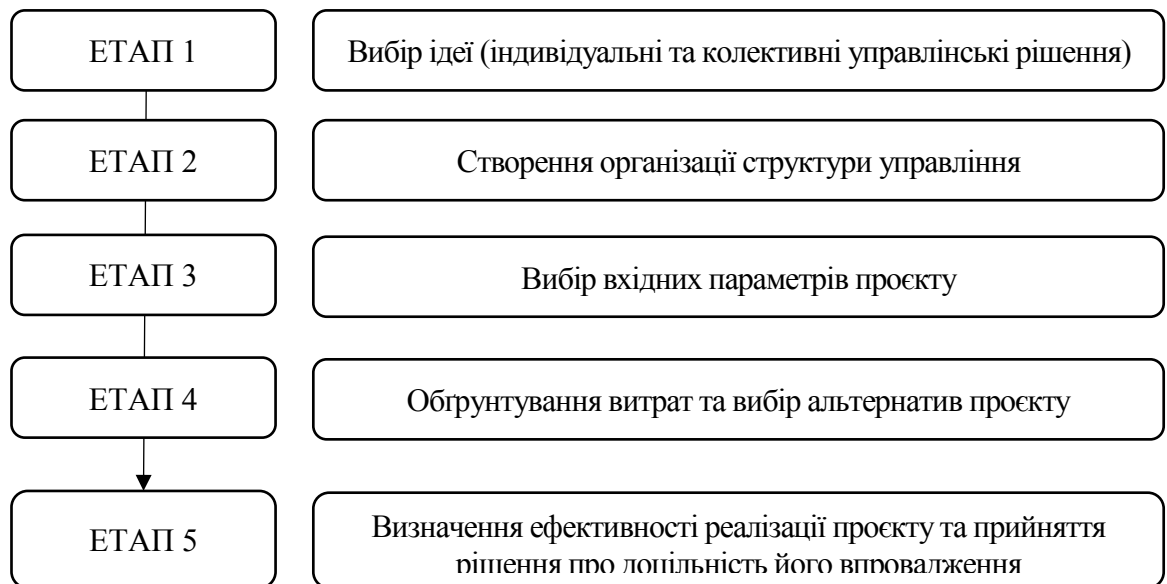 ЕТАП 1
Вибір ідеї (індивідуальні та колективні управлінські рішення)
ЕТАП 2
Створення організації структури управління
ЕТАП 3
Вибір вхідних параметрів проєкту
ЕТАП 4
Обґрунтування витрат та вибір альтернатив проєкту
ЕТАП 5
Визначення ефективності реалізації проєкту та прийняття
рішення про доцільність його впровадження